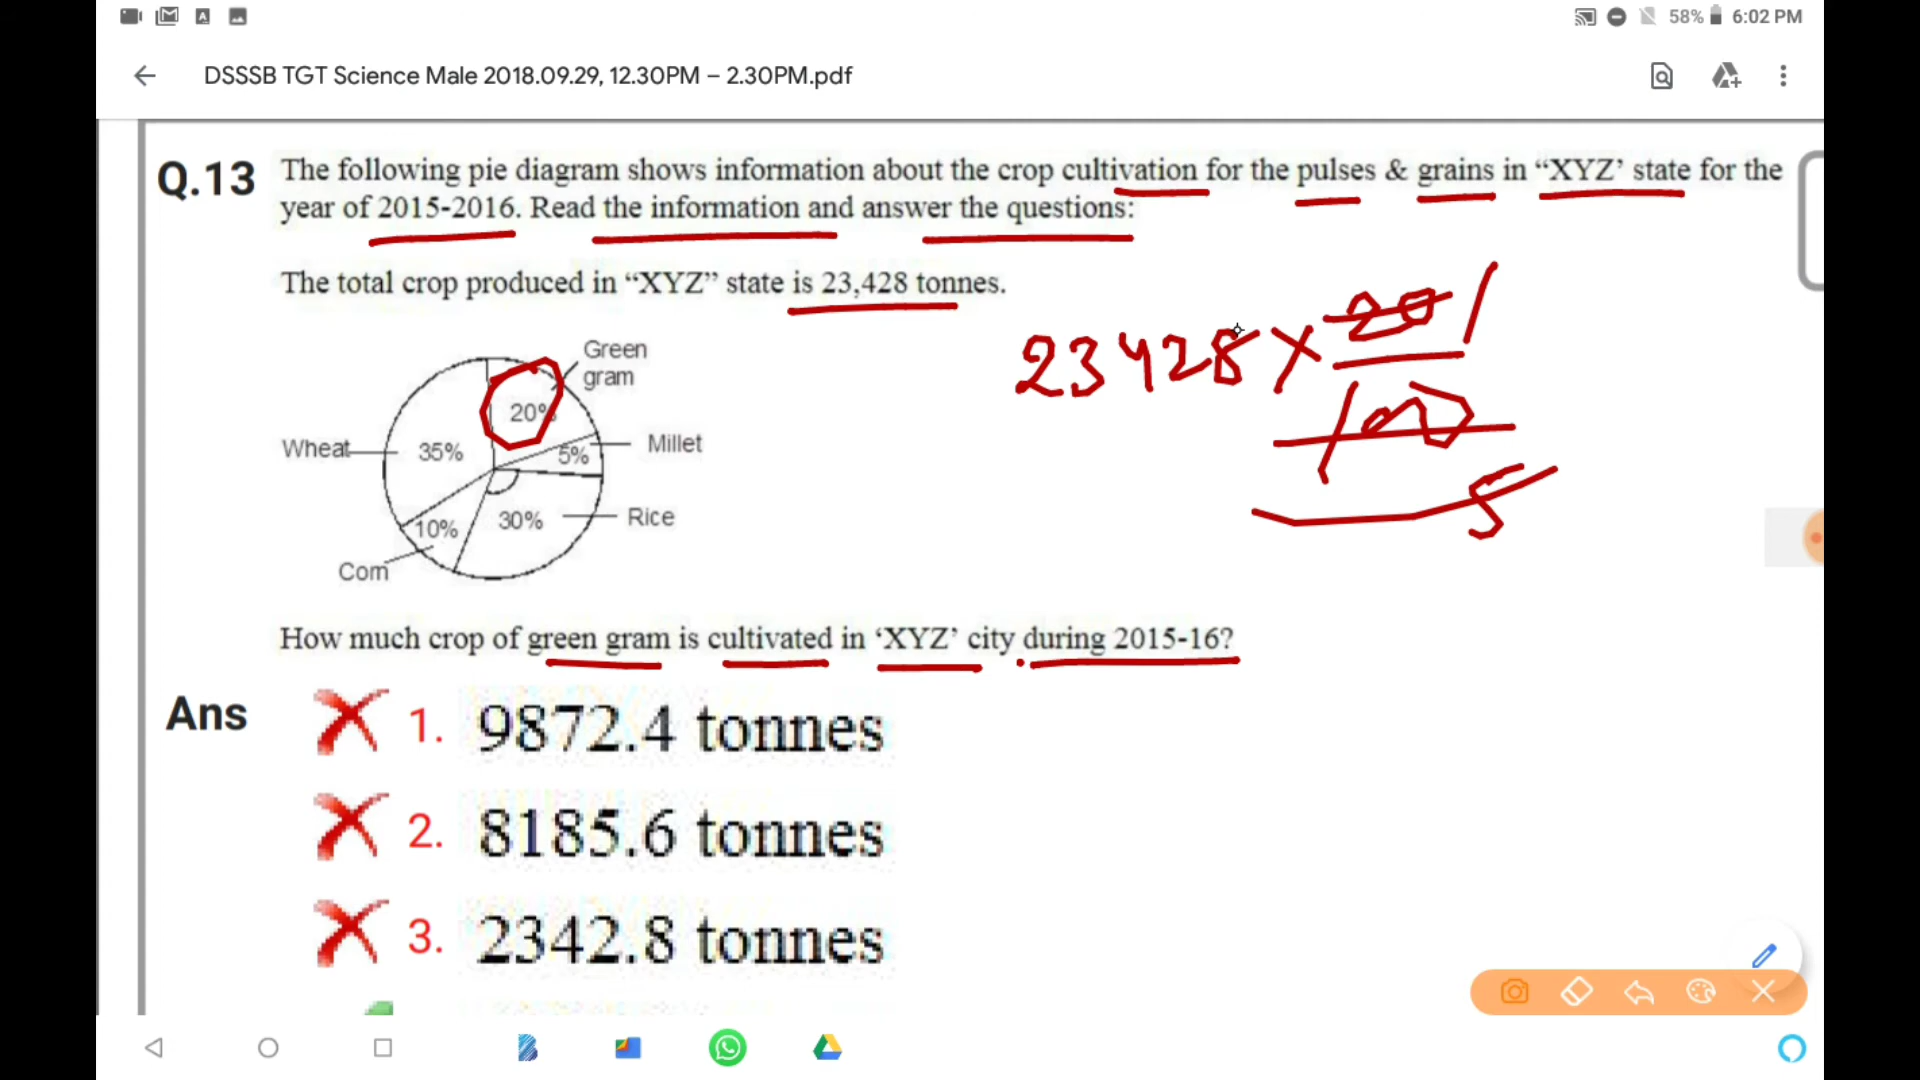 58% 6:02 PM
DSSSB TGT Science Male 2018.09.29, 12.30PM – 2.30PM.pdf
Q.13 The following pie diagram shows information about the crop cultivation for the pulses & grains in “XYZ’ state for the
year of 2015-2016. Read the information and answer the questions:
The total crop produced in “XYZ” state is 23,428 tonnes.
23428 × 20 1
100
5
Green
gram
20%
Wheat 35%
5% Millet
10% 30% Rice
Corn
How much crop of green gram is cultivated in ‘XYZ’ city during 2015-16?
Ans 1. 9872.4 tonnes
2. 8185.6 tonnes
3. 2342.8 tonnes